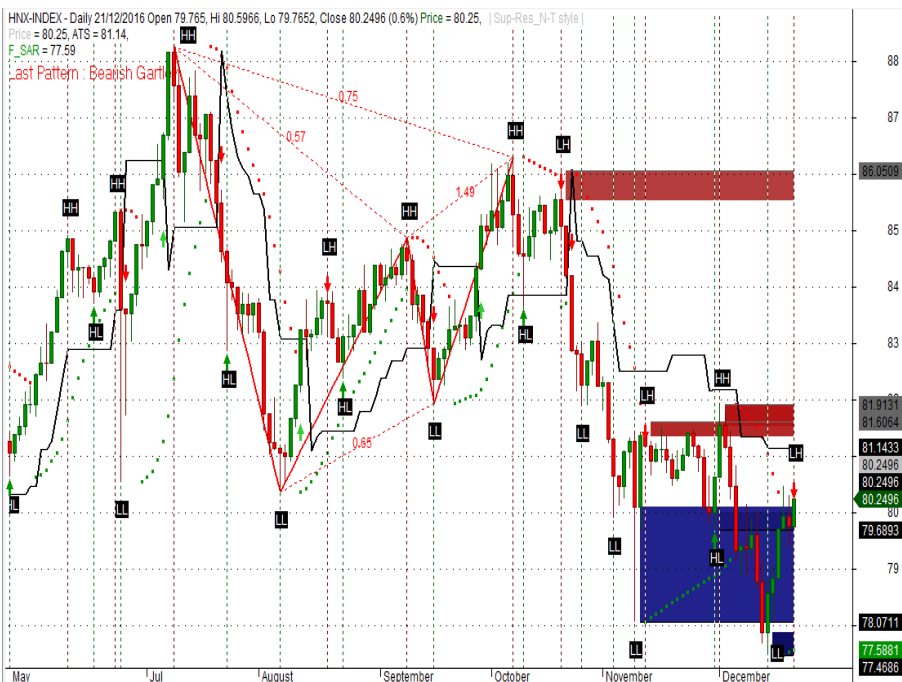 HNX-INDEX - Daily 21/12/2016 Open 79.765, Hi 80.5966, Lo 79.7652, Close 80.2496 (0.6%) Price = 80.25, | Sup-Res_N-T style |
Price = 80.25, ATS = 81.14,
F_SAR = 77.59
Last Pattern : Bearish Gartl
HH
88
0.75
87
0.57
HH
LH
86.0509
HH
1.49
HH
HH
LH
85
84
HL
HL
83
HL
HL
LH
HH
81.9131
LL
81.6064
0.65
81.1433
LH
80.2496
80.2496
HL
80.2496
LL
LL
80
79.6893
LL
HL
79
78.0711
LL
LL
77.5881
77.4686
May
Jul
August
September
October
November
December